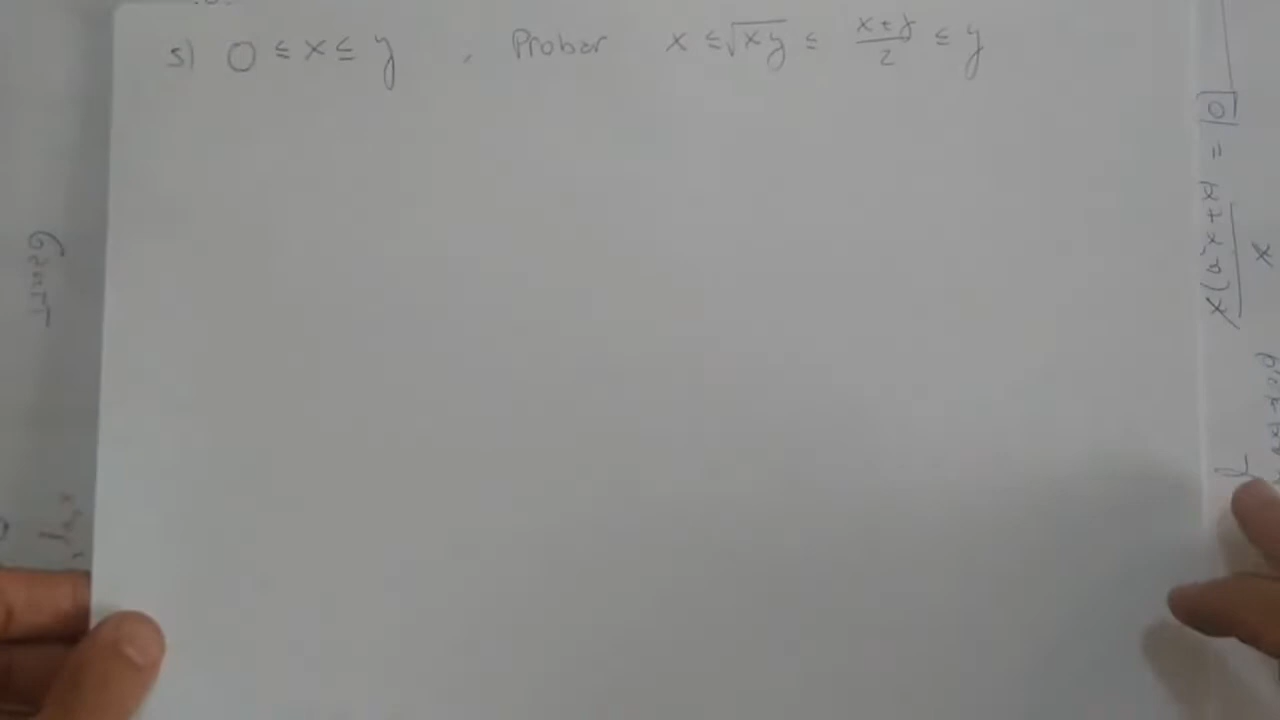 5) 0 ≤ x ≤ y , Probar x ≤ √xy ≤ x+y/2 ≤ y